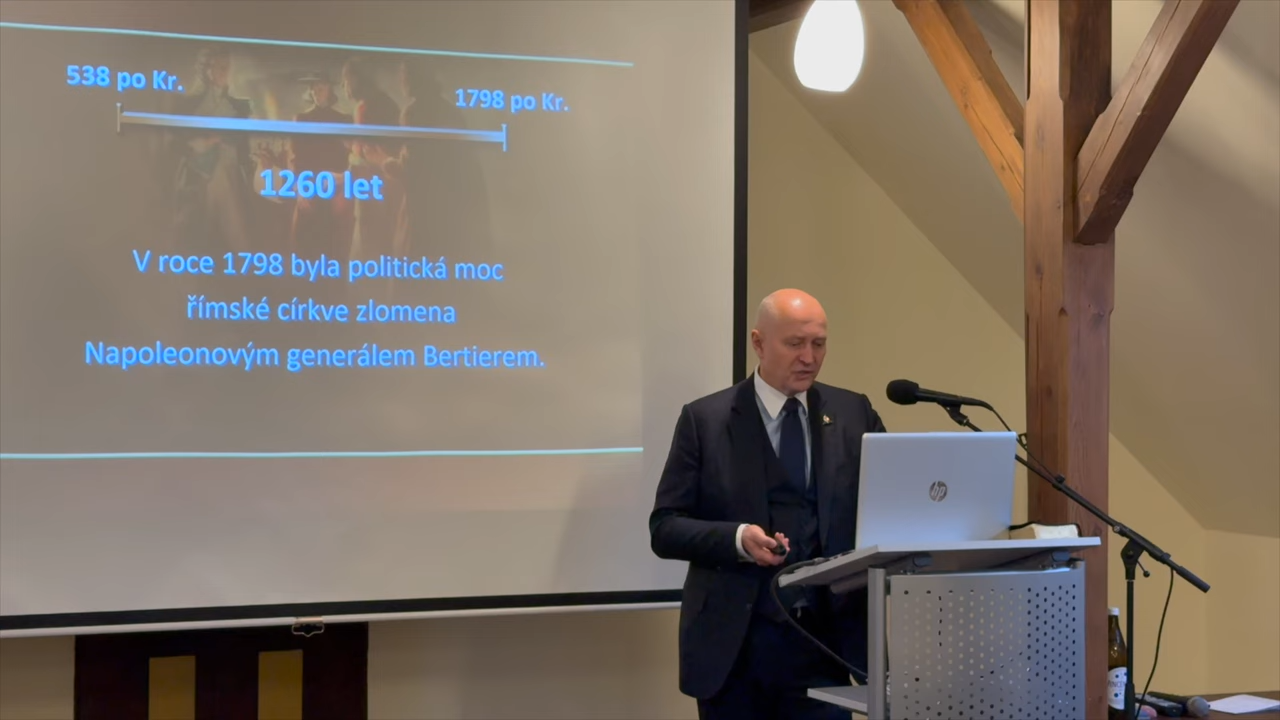 538 po Kr.
1798 po Kr.
1260 let
V roce 1798 byla politická moc
římské církve zlomena
Napoleonovým generálem Bertierem.
hp